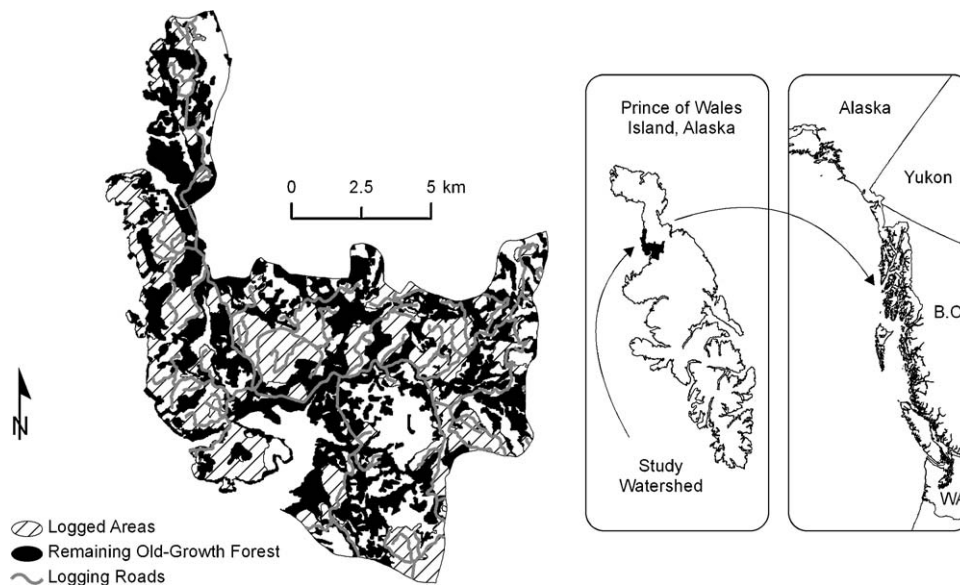 0 2.5 5 km
N
Logged Areas
Remaining Old-Growth Forest
Logging Roads
Prince of Wales
Island, Alaska
Study
Watershed
Alaska
Yukon
B.C
WA